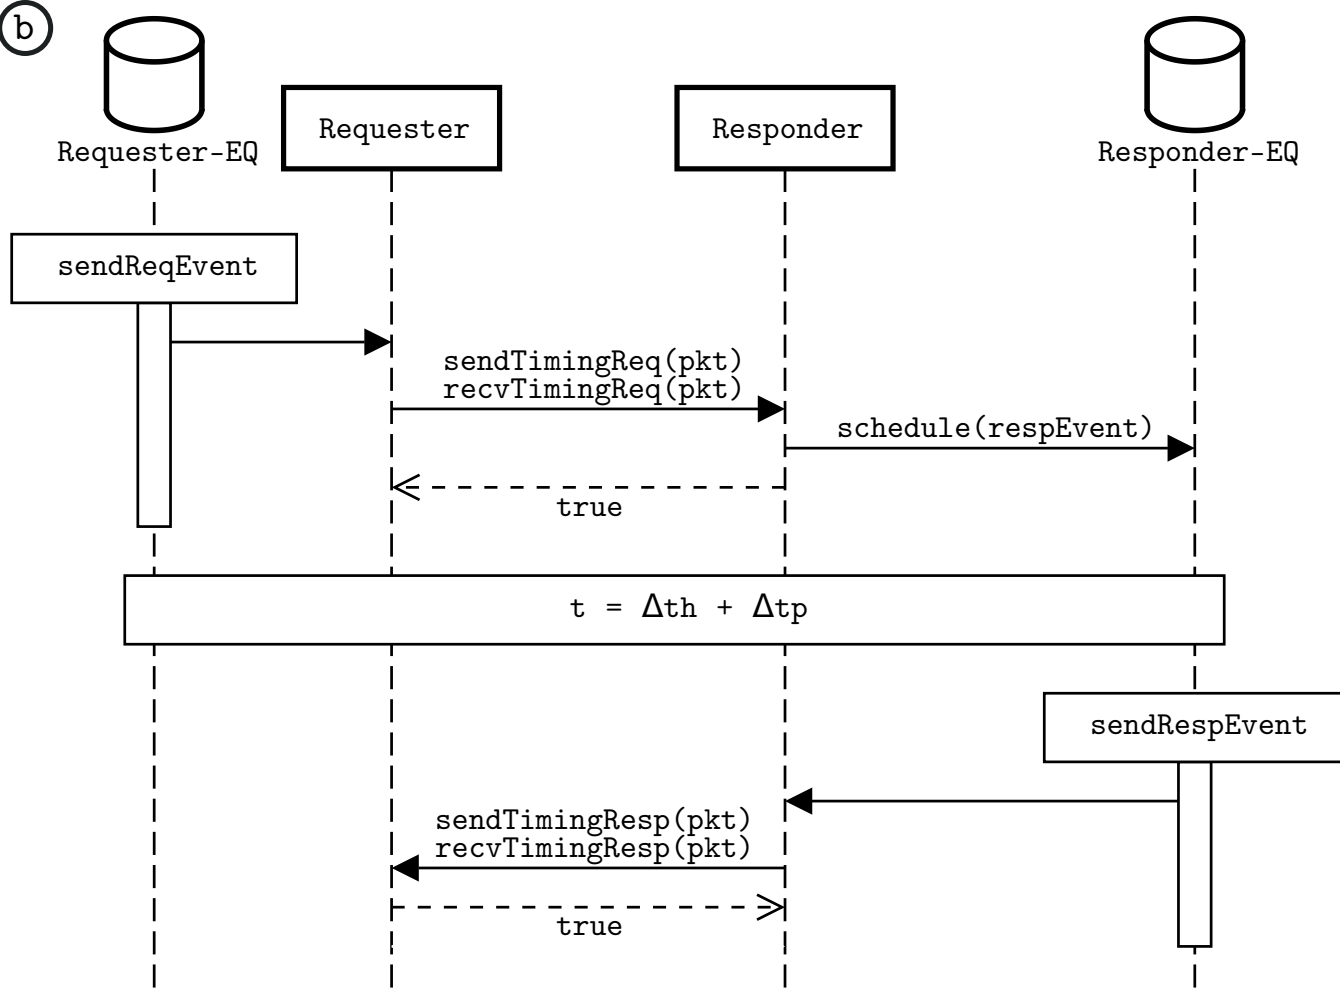 b
Requester-EQ
Requester
Responder
Responder-EQ
sendReqEvent
sendTimingReq(pkt)
recvTimingReq(pkt)
schedule(respEvent)
true
t = Δth + Δtp
sendRespEvent
sendTimingResp(pkt)
recvTimingResp(pkt)
true